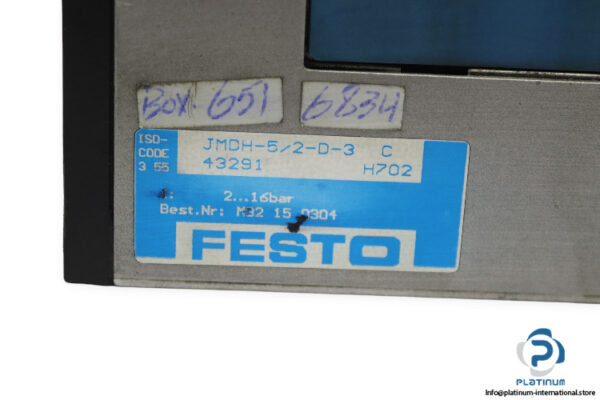 BOX 651 6834
ISO-
CODE
3 55
JMDH-5/2-D-3 C
43291 H702
2...16bar
Best.Nr: M92 15 0304
FESTO
PLATINUM
Info@platinum-international.store